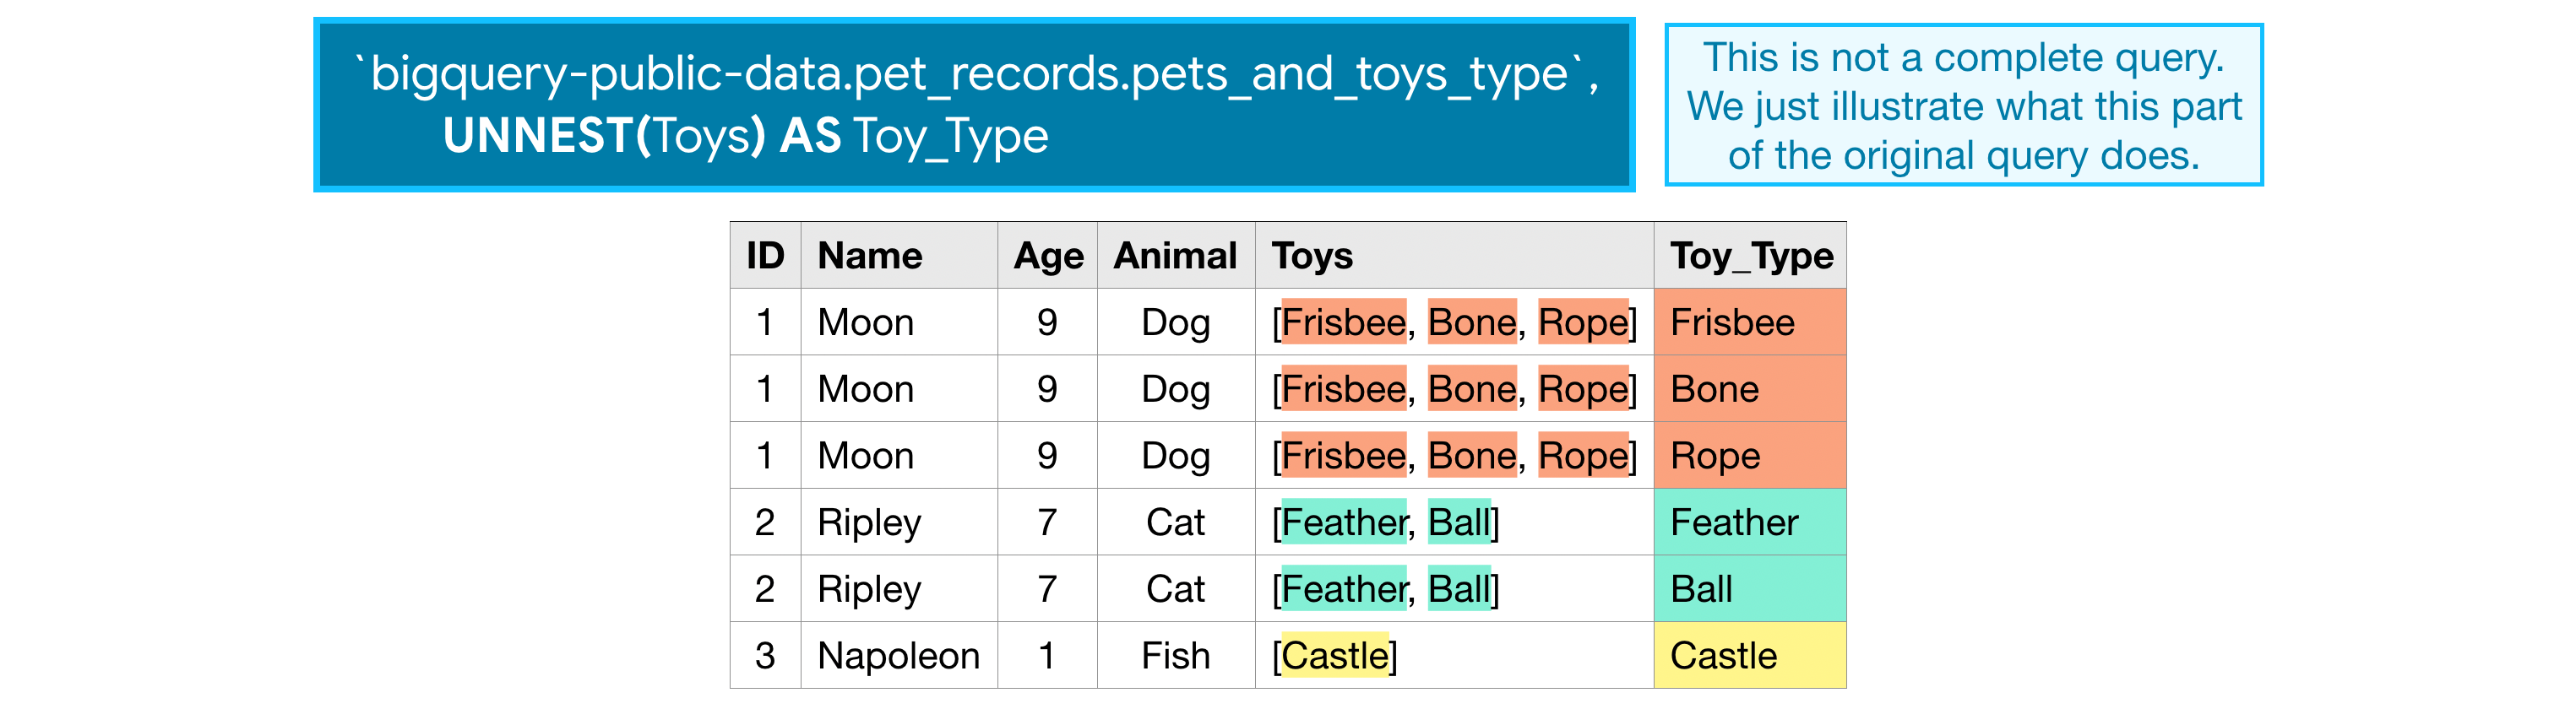 `bigquery-public-data.pet_records.pets_and_toys_type`,
UNNEST(Toys) AS Toy_Type
This is not a complete query.
We just illustrate what this part
of the original query does.
ID Name Age Animal Toys Toy_Type
1 Moon 9 Dog [Frisbee, Bone, Rope] Frisbee
1 Moon 9 Dog [Frisbee, Bone, Rope] Bone
1 Moon 9 Dog [Frisbee, Bone, Rope] Rope
2 Ripley 7 Cat [Feather, Ball] Feather
2 Ripley 7 Cat [Feather, Ball] Ball
3 Napoleon 1 Fish [Castle] Castle